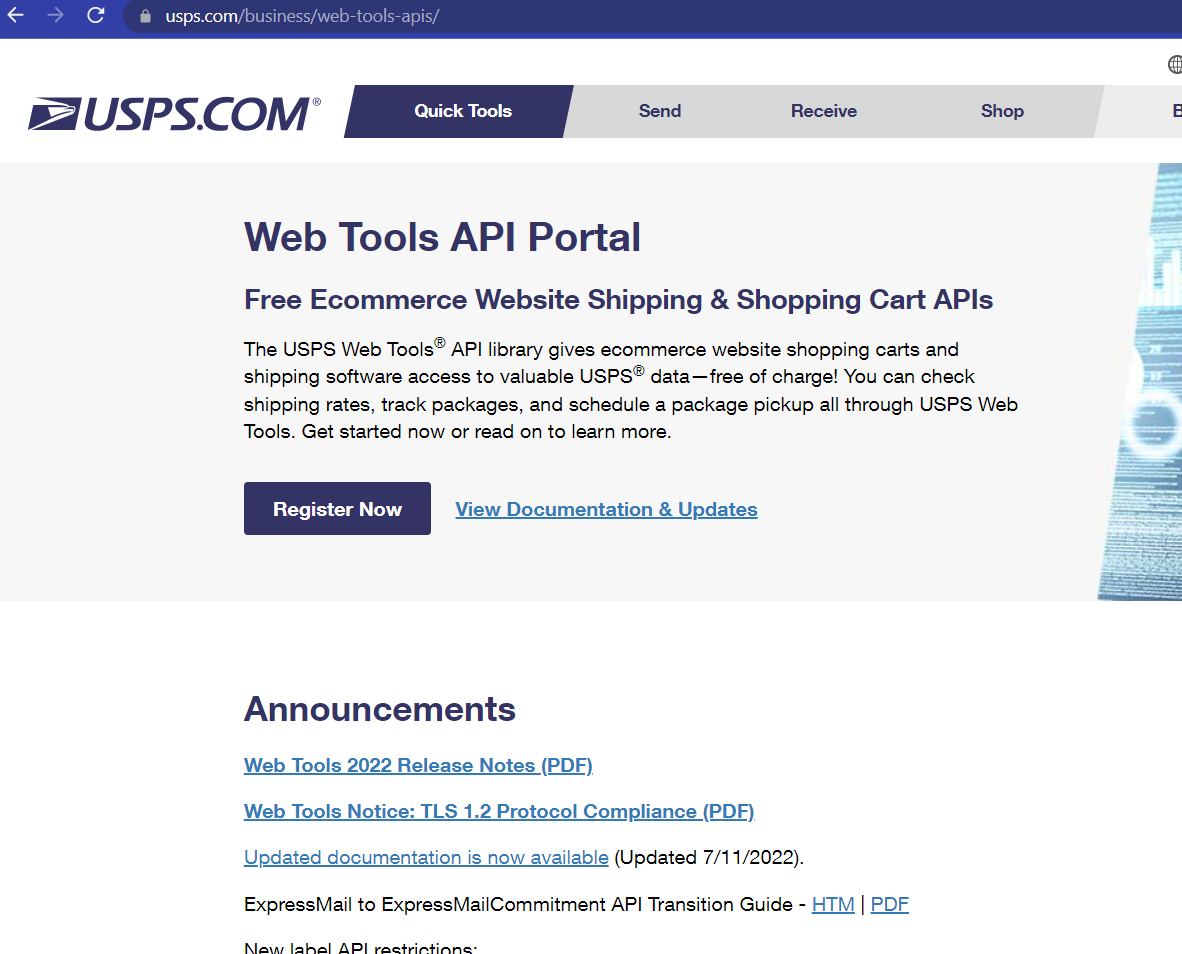 usps.com/business/web-tools-apis/
USPS.COM®
Quick Tools Send Receive Shop
Web Tools API Portal
Free Ecommerce Website Shipping & Shopping Cart APIs
The USPS Web Tools® API library gives ecommerce website shopping carts and
shipping software access to valuable USPS® data—free of charge! You can check
shipping rates, track packages, and schedule a package pickup all through USPS Web
Tools. Get started now or read on to learn more.
Register Now View Documentation & Updates
Announcements
Web Tools 2022 Release Notes (PDF)
Web Tools Notice: TLS 1.2 Protocol Compliance (PDF)
Updated documentation is now available (Updated 7/11/2022).
ExpressMail to ExpressMailCommitment API Transition Guide - HTM | PDF
New label API restrictions: